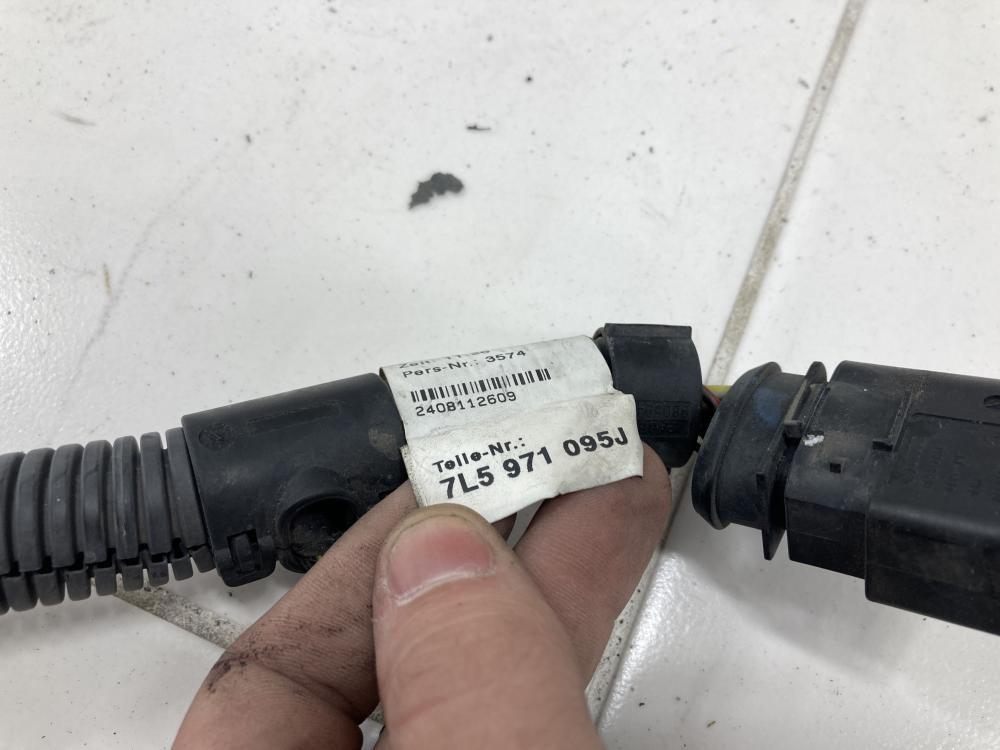 Pers-Nr.: 3574
2408112609
Teile-Nr.:
7L5 971 095J